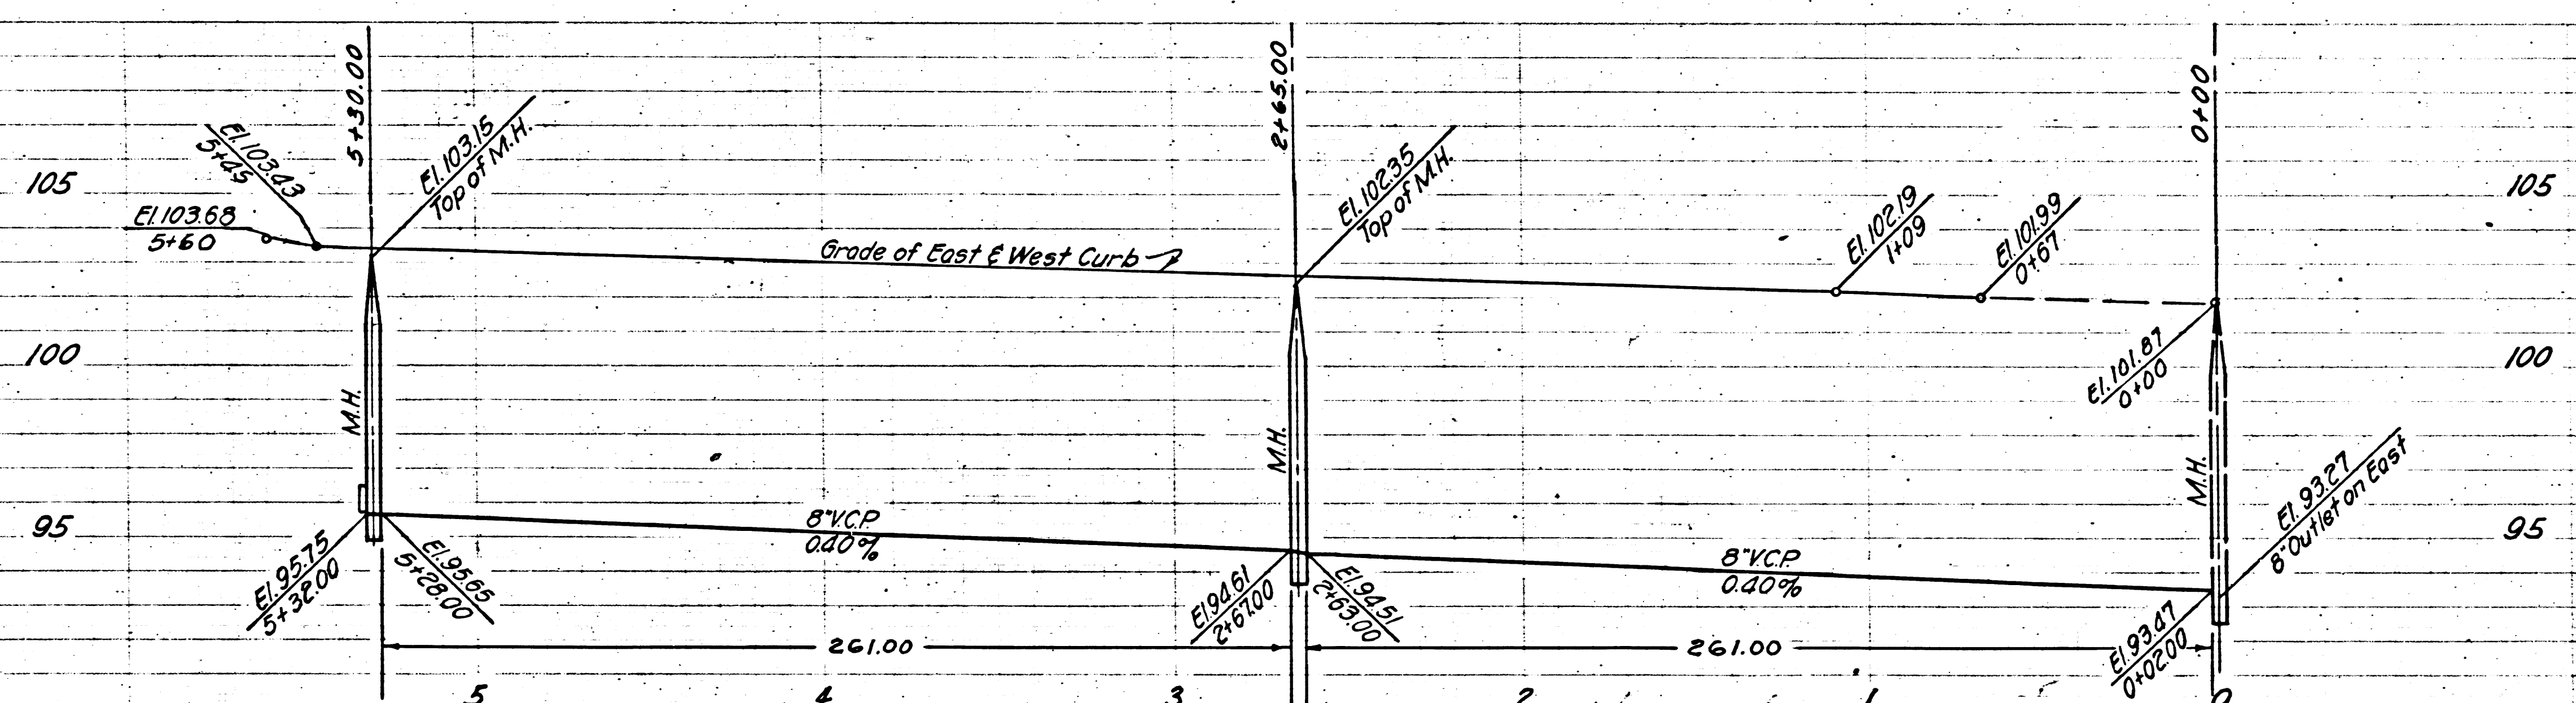 5+30.00
2+65.00
0+00
El.103.43
5+45
El.103.15
Top of M.H.
El.102.35
Top of M.H.
105
105
El.103.68
5+60
Grade of East & West Curb
El.102.19
1+09
El.101.99
0+67
100
100
El.101.87
0+00
M.H.
M.H.
M.H.
El.93.27
8" Outlet on East
95
95
8" V.C.P.
0.40%
8" V.C.P.
0.40%
El.95.75
5+32.00
El.95.65
5+28.00
El.94.61
2+67.00
El.94.51
2+63.00
El.93.47
0+02.00
261.00
261.00
5 4 3 2 1 0